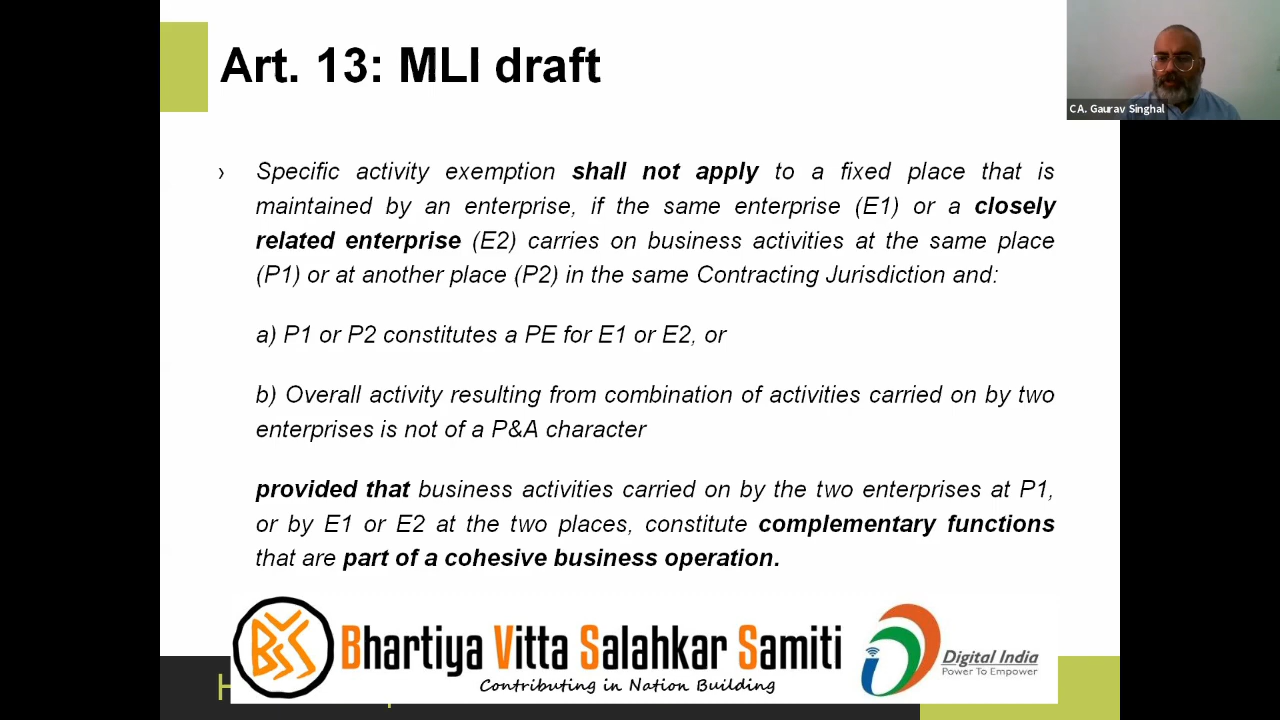 Art. 13: MLI draft
C.A. Gaurav Singhal
› Specific activity exemption shall not apply to a fixed place that is
maintained by an enterprise, if the same enterprise (E1) or a closely
related enterprise (E2) carries on business activities at the same place
(P1) or at another place (P2) in the same Contracting Jurisdiction and:
a) P1 or P2 constitutes a PE for E1 or E2, or
b) Overall activity resulting from combination of activities carried on by two
enterprises is not of a P&A character
provided that business activities carried on by the two enterprises at P1,
or by E1 or E2 at the two places, constitute complementary functions
that are part of a cohesive business operation.
Bhartiya Vitta Salahkar Samiti
Contributing in Nation Building
Digital India
Power To Empower